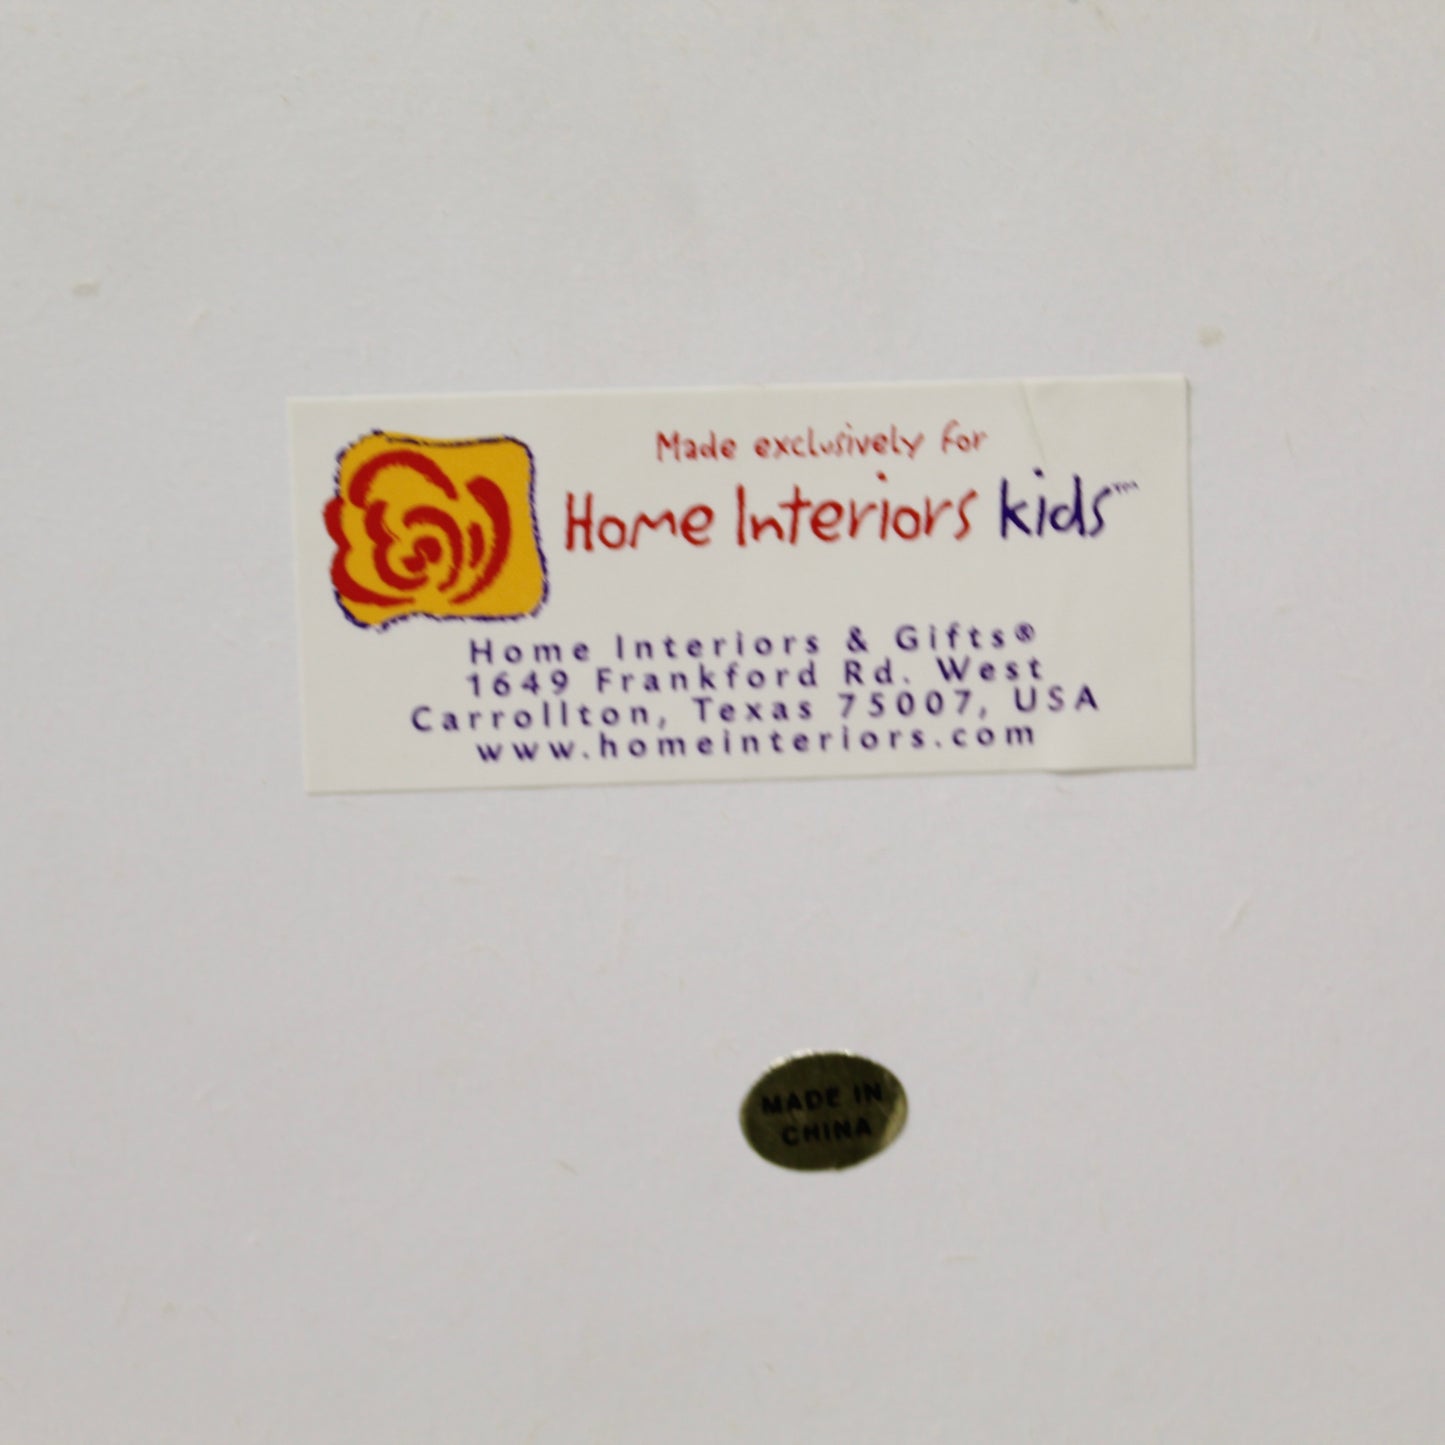 Made exclusively for
Home Interiors kids™
Home Interiors & Gifts®
1649 Frankford Rd. West
Carrollton, Texas 75007, USA
www.homeinteriors.com
MADE IN
CHINA